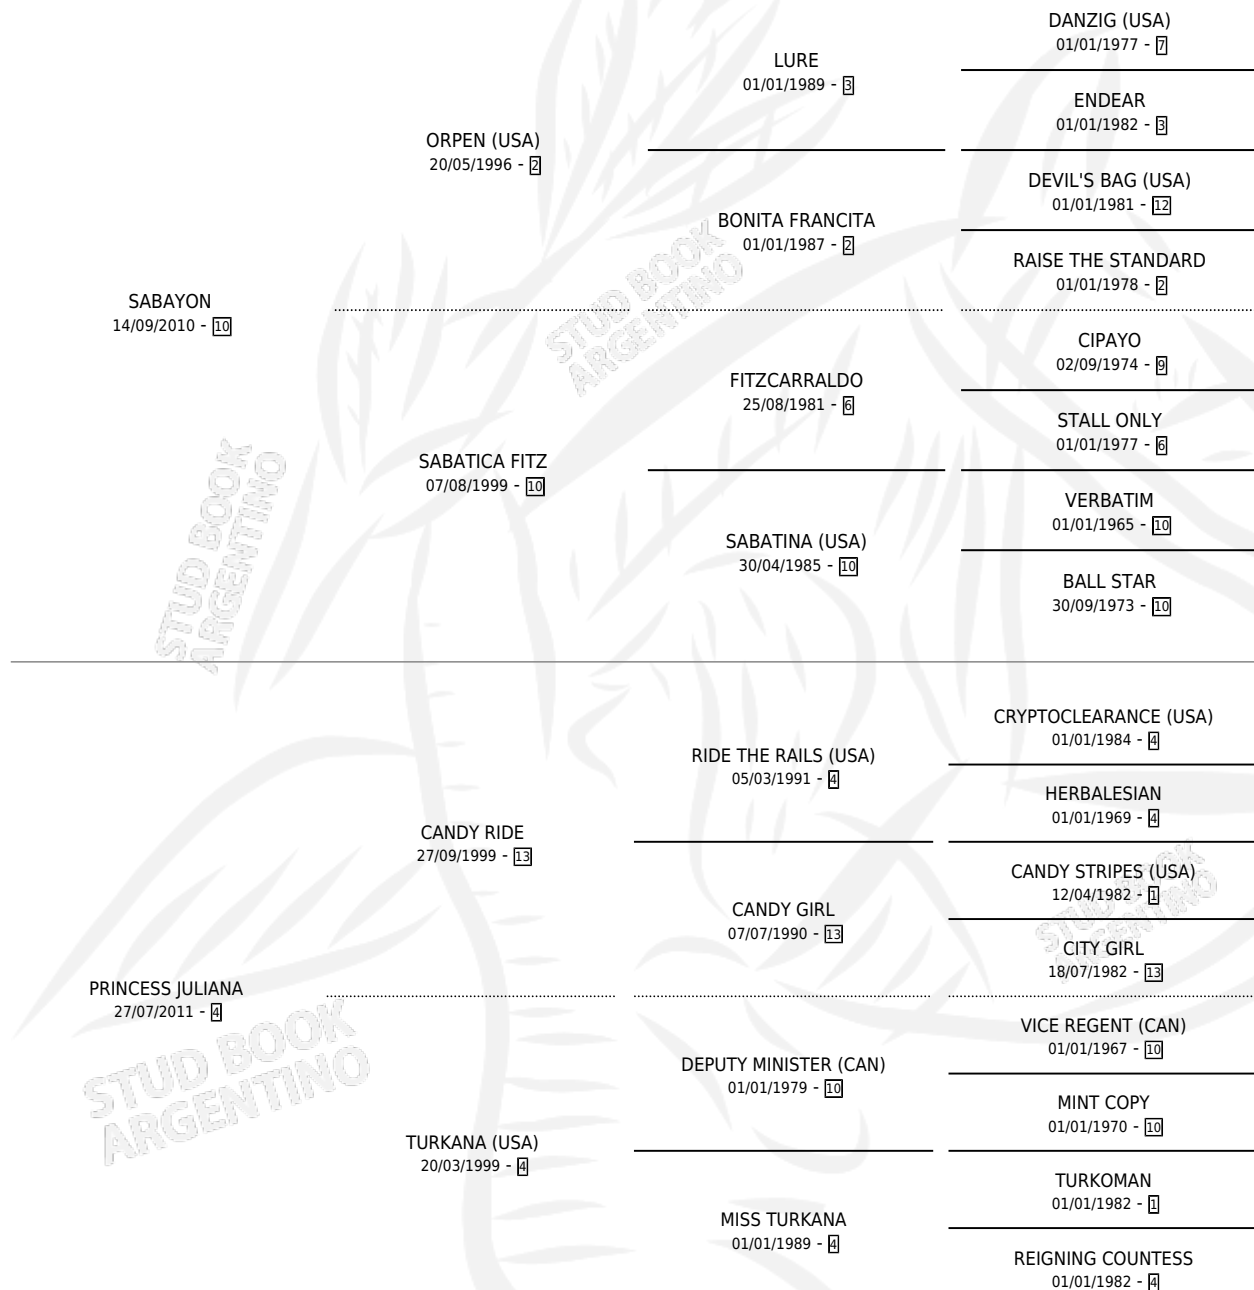 DANZIG (USA)
01/01/1977 - 7
LURE
01/01/1989 - 3
ENDEAR
01/01/1982 - 3
ORPEN (USA)
20/05/1996 - 2
DEVIL'S BAG (USA)
01/01/1981 - 12
BONITA FRANCITA
01/01/1987 - 2
RAISE THE STANDARD
01/01/1978 - 2
SABAYON
14/09/2010 - 10
CIPAYO
02/09/1974 - 9
FITZCARRALDO
25/08/1981 - 6
STALL ONLY
01/01/1977 - 6
SABATICA FITZ
07/08/1999 - 10
VERBATIM
01/01/1965 - 10
SABATINA (USA)
30/04/1985 - 10
BALL STAR
30/09/1973 - 10
CRYPTOCLEARANCE (USA)
01/01/1984 - 4
RIDE THE RAILS (USA)
05/03/1991 - 4
HERBALESIAN
01/01/1969 - 4
CANDY RIDE
27/09/1999 - 13
CANDY STRIPES (USA)
12/04/1982 - 1
CANDY GIRL
07/07/1990 - 13
CITY GIRL
18/07/1982 - 13
PRINCESS JULIANA
27/07/2011 - 4
VICE REGENT (CAN)
01/01/1967 - 10
DEPUTY MINISTER (CAN)
01/01/1979 - 10
MINT COPY
01/01/1970 - 10
TURKANA (USA)
20/03/1999 - 4
TURKOMAN
01/01/1982 - 1
MISS TURKANA
01/01/1989 - 4
REIGNING COUNTESS
01/01/1982 - 4
STUD BOOK
ARGENTINO
STUD BOOK
ARGENTINO
STUD BOOK
ARGENTINO
STUD BOOK
ARGENTINO